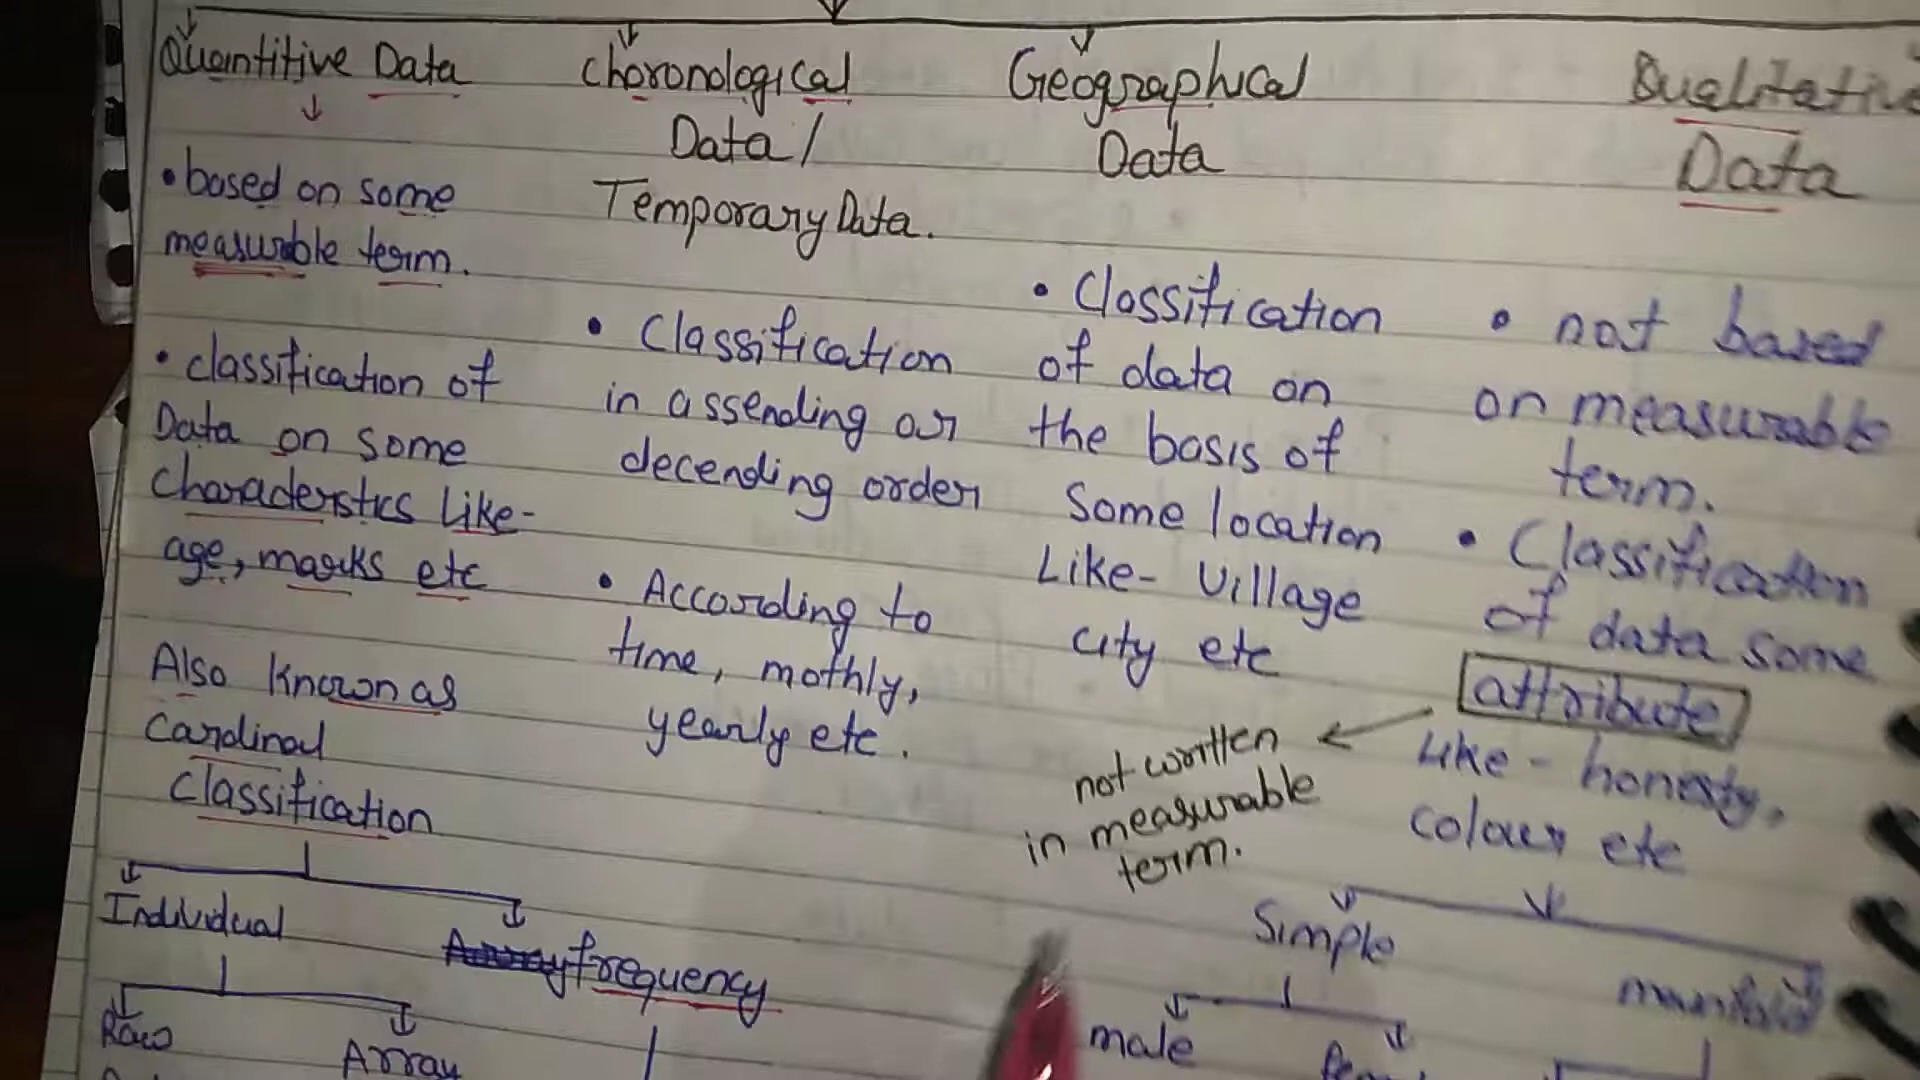 Quantitive Data
based on some
measurable term.
classification of
Data on some
Characterstics Like-
age, marks etc
Also Known as
Cardinal
Classification
Individual
frequency
Raw
Array
Choronological
Data/
Temporary Data.
Classification
in assending or
decending order
According to
time, mothly,
yearly etc.
Geographical
Data
Classification
of data on
the basis of
Some location
Like- Village
city etc
Qualitative
Data
not based
on measurable
term.
Classification
of data some
attribute
Like - honesty,
colour etc
not written
in measurable
term.
Simple
manifold
male